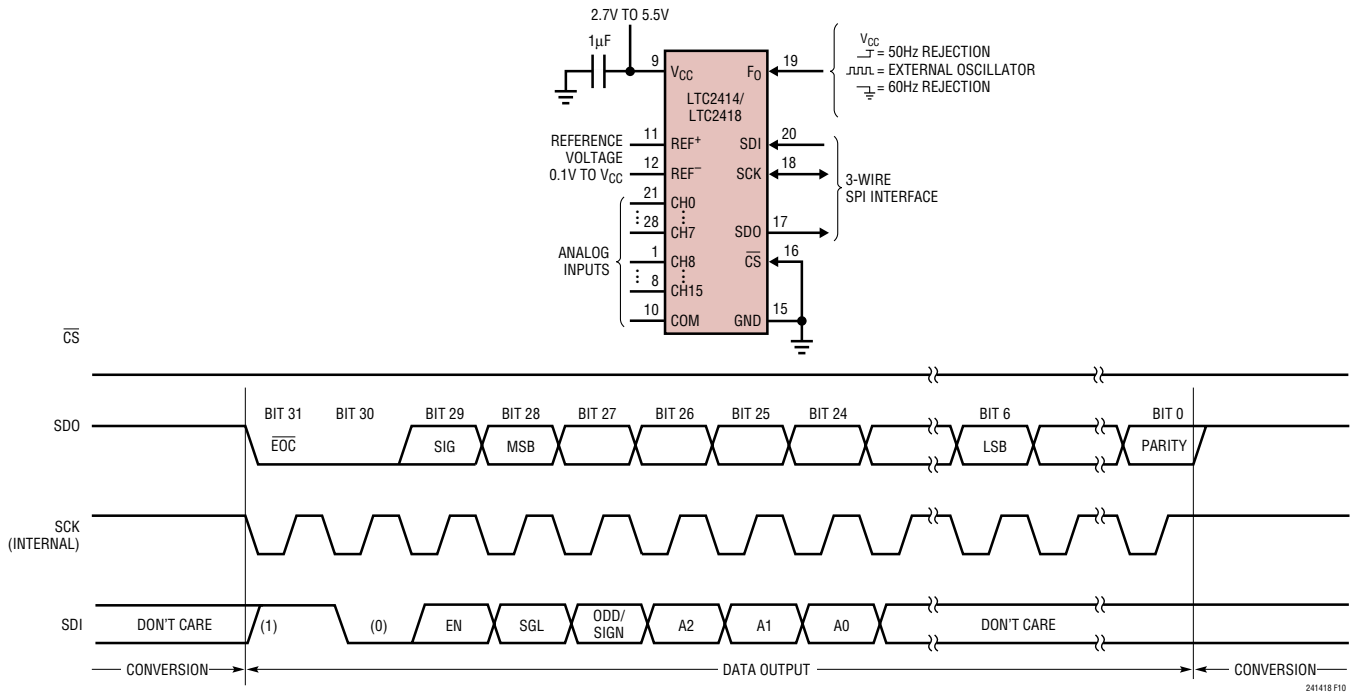 2.7V TO 5.5V
1µF
9
VCC
LTC2414/
LTC2418
FO
19
VCC
= 50Hz REJECTION
= EXTERNAL OSCILLATOR
= 60Hz REJECTION
REFERENCE
VOLTAGE
0.1V TO VCC
11
REF+
12
REF–
SDI
20
SCK
18
3-WIRE
SPI INTERFACE
ANALOG
INPUTS
21
CH0
28
CH7
1
CH8
8
CH15
10
COM
SDO
17
CS
16
GND
15
CS
SDO
BIT 31
BIT 30
BIT 29
BIT 28
BIT 27
BIT 26
BIT 25
BIT 24
BIT 6
BIT 0
EOC
SIG
MSB
LSB
PARITY
SCK
(INTERNAL)
SDI
DON'T CARE
(1)
(0)
EN
SGL
ODD/
SIGN
A2
A1
A0
DON'T CARE
CONVERSION
DATA OUTPUT
CONVERSION
241418 F10